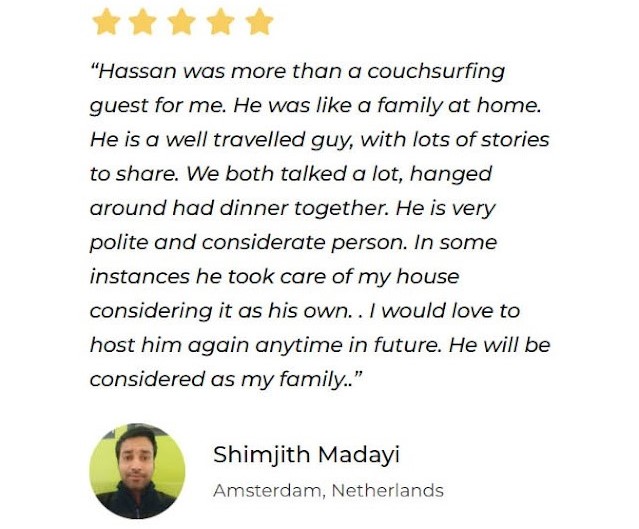 “Hassan was more than a couchsurfing
guest for me. He was like a family at home.
He is a well travelled guy, with lots of stories
to share. We both talked a lot, hanged
around had dinner together. He is very
polite and considerate person. In some
instances he took care of my house
considering it as his own. . I would love to
host him again anytime in future. He will be
considered as my family..”
Shimjith Madayi
Amsterdam, Netherlands